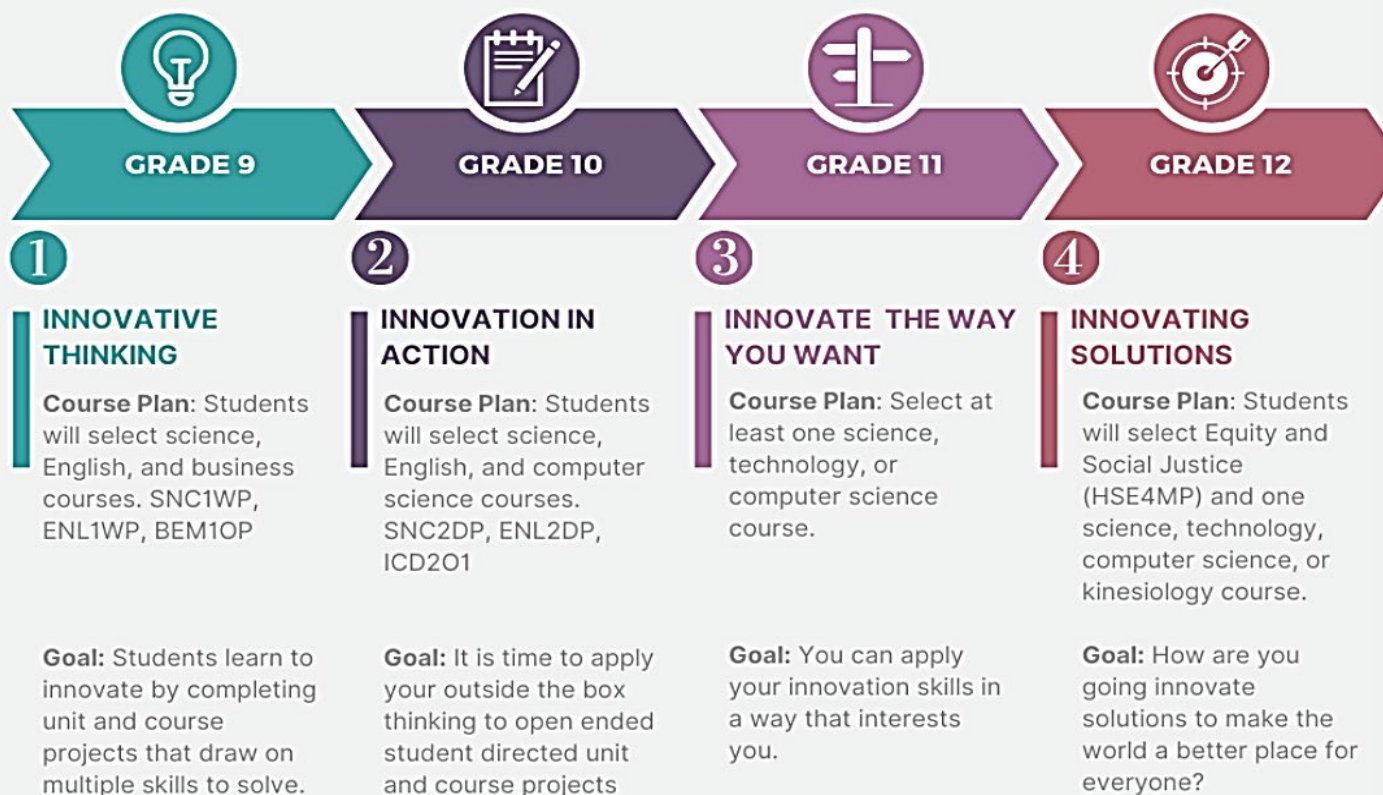 GRADE 9
GRADE 10
GRADE 11
GRADE 12
1
INNOVATIVE
THINKING
Course Plan: Students
will select science,
English, and business
courses. SNC1WP,
ENL1WP, BEM1OP
Goal: Students learn to
innovate by completing
unit and course
projects that draw on
multiple skills to solve.
2
INNOVATION IN
ACTION
Course Plan: Students
will select science,
English, and computer
science courses.
SNC2DP, ENL2DP,
ICD2O1
Goal: It is time to apply
your outside the box
thinking to open ended
student directed unit
and course projects
3
INNOVATE THE WAY
YOU WANT
Course Plan: Select at
least one science,
technology, or
computer science
course.
Goal: You can apply
your innovation skills in
a way that interests
you.
4
INNOVATING
SOLUTIONS
Course Plan: Students
will select Equity and
Social Justice
(HSE4MP) and one
science, technology,
computer science, or
kinesiology course.
Goal: How are you
going innovate
solutions to make the
world a better place for
everyone?